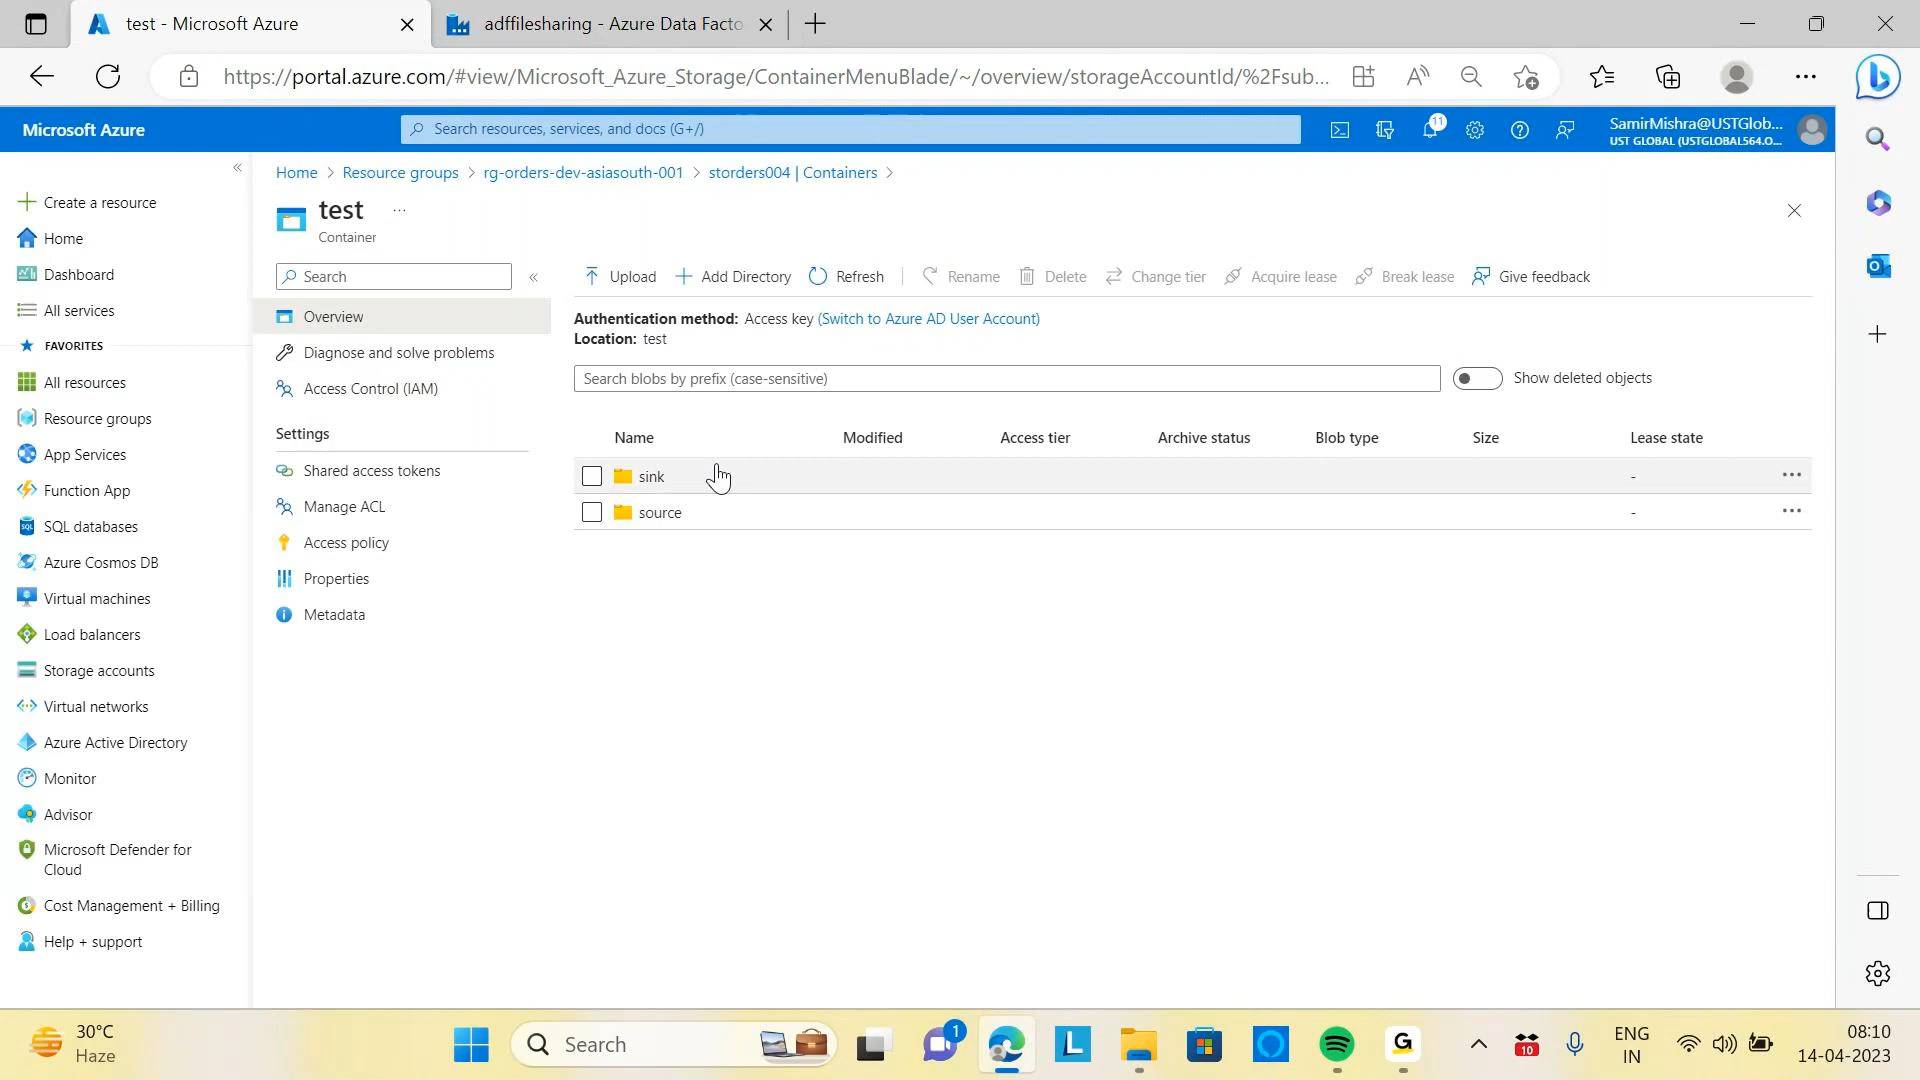 test - Microsoft Azure
adffilesharing - Azure Data Facto
https://portal.azure.com/#view/Microsoft_Azure_Storage/ContainerMenuBlade/~/overview/storageAccountId/%2Fsub...
Microsoft Azure
Search resources, services, and docs (G+/)
11
SamirMishra@USTGlob...
UST GLOBAL (USTGLOBAL564.O...
Create a resource
Home
Dashboard
All services
FAVORITES
All resources
Resource groups
App Services
Function App
SQL databases
Azure Cosmos DB
Virtual machines
Load balancers
Storage accounts
Virtual networks
Azure Active Directory
Monitor
Advisor
Microsoft Defender for
Cloud
Cost Management + Billing
Help + support
Home > Resource groups > rg-orders-dev-asiasouth-001 > storders004 | Containers >
test ...
Container
Search
Overview
Diagnose and solve problems
Access Control (IAM)
Settings
Shared access tokens
Manage ACL
Access policy
Properties
Metadata
Upload Add Directory Refresh Rename Delete Change tier Acquire lease Break lease Give feedback
Authentication method: Access key (Switch to Azure AD User Account)
Location: test
Search blobs by prefix (case-sensitive)
Show deleted objects
Name Modified Access tier Archive status Blob type Size Lease state
sink - ...
source - ...
30°C
Haze
Search
1
L
G
10
ENG
IN
08:10
14-04-2023